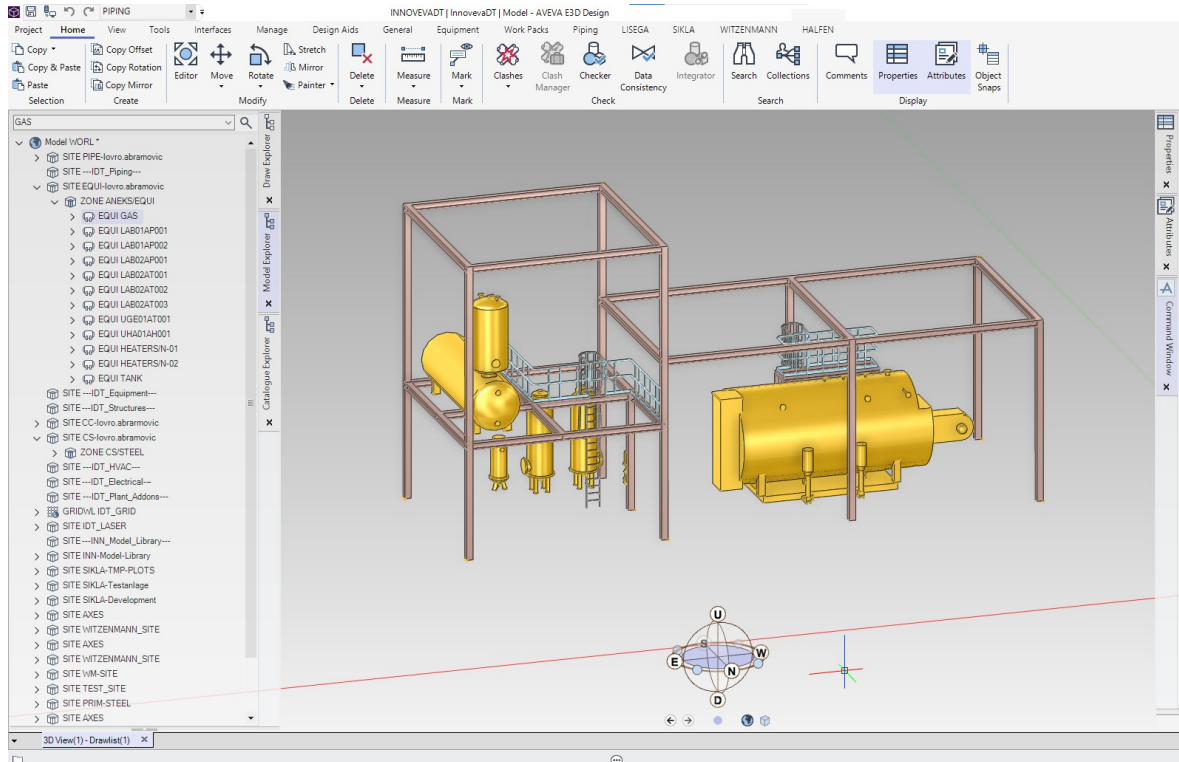 PIPING
INNOVEVADT | InnovevaDT | Model - AVEVA E3D Design
Project Home View Tools Interfaces Manage Design Aids General Equipment Work Packs Piping LISEGA SIKLA WITZENMANN HALFEN
Copy Copy Offset Stretch
Copy & Paste Copy Rotation Mirror
Paste Copy Mirror Painter
Editor Move Rotate Delete Measure Mark Clashes Clash Manager Checker Data Consistency Integrator Search Collections Comments Properties Attributes Object Snaps
Selection Create Modify Delete Measure Mark Check Search Display
GAS
Model WORL *
SITE PIPE-lovro.abramovic
SITE ---IDT_Piping---
SITE EQUI-lovro.abramovic
ZONE ANEKS/EQUI
EQUI GAS
EQUI LAB01AP001
EQUI LAB01AP002
EQUI LAB02AP001
EQUI LAB02AT001
EQUI LAB02AT002
EQUI LAB02AT003
EQUI UGE01AT001
EQUI UHA01AH001
EQUI HEATERS/N-01
EQUI HEATERS/N-02
EQUI TANK
SITE ---IDT_Equipment---
SITE ---IDT_Structures---
SITE CC-lovro.abrarmovic
SITE CS-lovro.abramovic
ZONE CS/STEEL
SITE ---IDT_HVAC---
SITE ---IDT_Electrical---
SITE ---IDT_Plant_Addons---
GRIDWL IDT_GRID
SITE IDT_LASER
SITE ---INN_Model_Library---
SITE INN-Model-Library
SITE SIKLA-TMP-PLOTS
SITE SIKLA-Testanlage
SITE SIKLA-Development
SITE AXES
SITE WITZENMANN_SITE
SITE AXES
SITE WITZENMANN_SITE
SITE WM-SITE
SITE TEST_SITE
SITE PRIM-STEEL
SITE AXES
Draw Explorer
Model Explorer
Catalogue Explorer
U
S
E
W
N
D
Properties
Attributes
Command Window
3D View(1) - Drawlist(1)